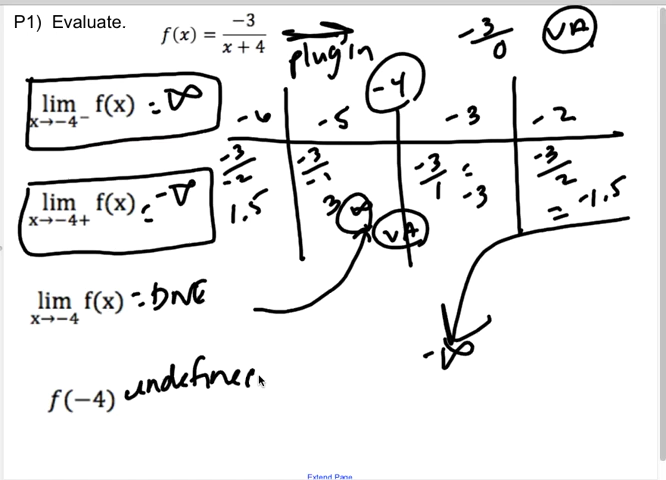 P1) Evaluate.
f(x) = -3 / x + 4
plug in
-3/0
VA
lim x→-4⁻ f(x) = ∞
-6 -5 -4 -3 -2
-3/-2 -3/-1 -3/1 = -3/2
1.5 3 ∞ VA -3 = -1.5
lim x→-4+ f(x) = -∞
lim x→-4 f(x) = DNE
-∞
f(-4) undefined
Extend Page